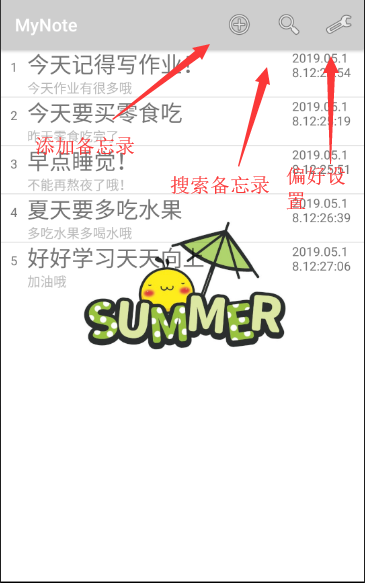 MyNote
1
今天记得写作业!
今天作业有很多哦
2019.05.1
8.12:2 :54
添加备忘录
2
今天要买零食吃
昨天零食吃完了
2019.05.1
8.12:25:19
搜索备忘录
3
早点睡觉!
不能再熬夜了哦!
2019.05.1
8.12:25:51
偏好设
置
4
夏天要多吃水果
多吃水果多喝水哦
2019.05.1
8.12:26:39
5
好好学习天天向上
加油哦
2019.05.1
8.12:27:06
SUMMER